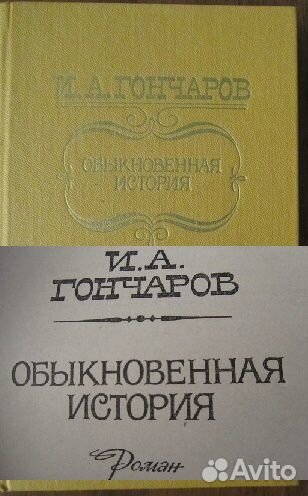 И. А. ГОНЧАРОВ
ОБЫКНОВЕННАЯ
ИСТОРИЯ
И. А.
ГОНЧАРОВ
ОБЫКНОВЕННАЯ
ИСТОРИЯ
Роман
Avito